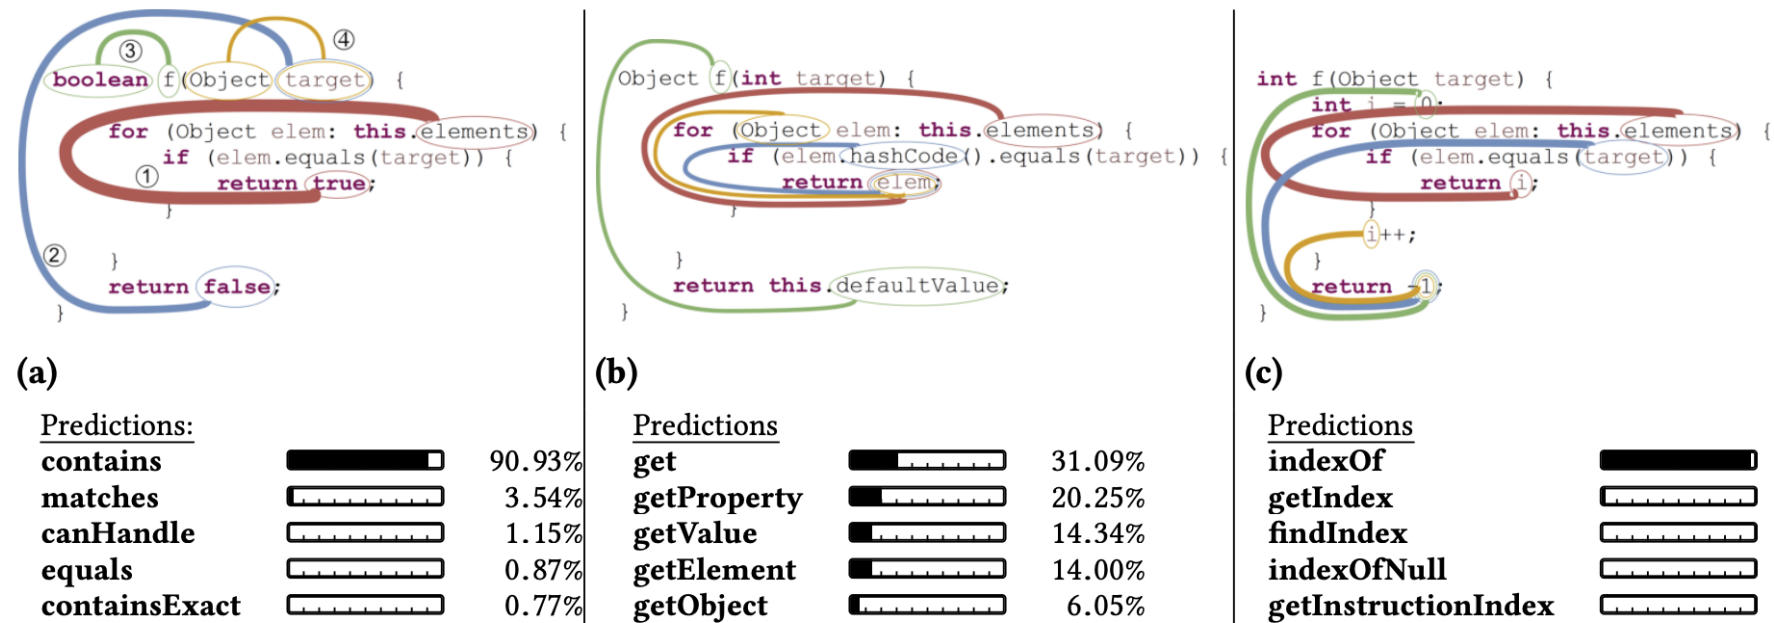 ③
④
boolean f(Object target) {
for (Object elem: this.elements) {
if (elem.equals(target)) {
①
return true;
}
②
}
return false;
}
(a)
Predictions:
contains 90.93%
matches 3.54%
canHandle 1.15%
equals 0.87%
containsExact 0.77%
Object f(int target) {
for (Object elem: this.elements) {
if (elem.hashCode().equals(target)) {
return elem;
}
}
return this.defaultValue;
}
(b)
Predictions
get 31.09%
getProperty 20.25%
getValue 14.34%
getElement 14.00%
getObject 6.05%
int f(Object target) {
int i = 0;
for (Object elem: this.elements) {
if (elem.equals(target)) {
return i;
}
i++;
}
return -1;
}
(c)
Predictions
indexOf
getIndex
findIndex
indexOfNull
getInstructionIndex